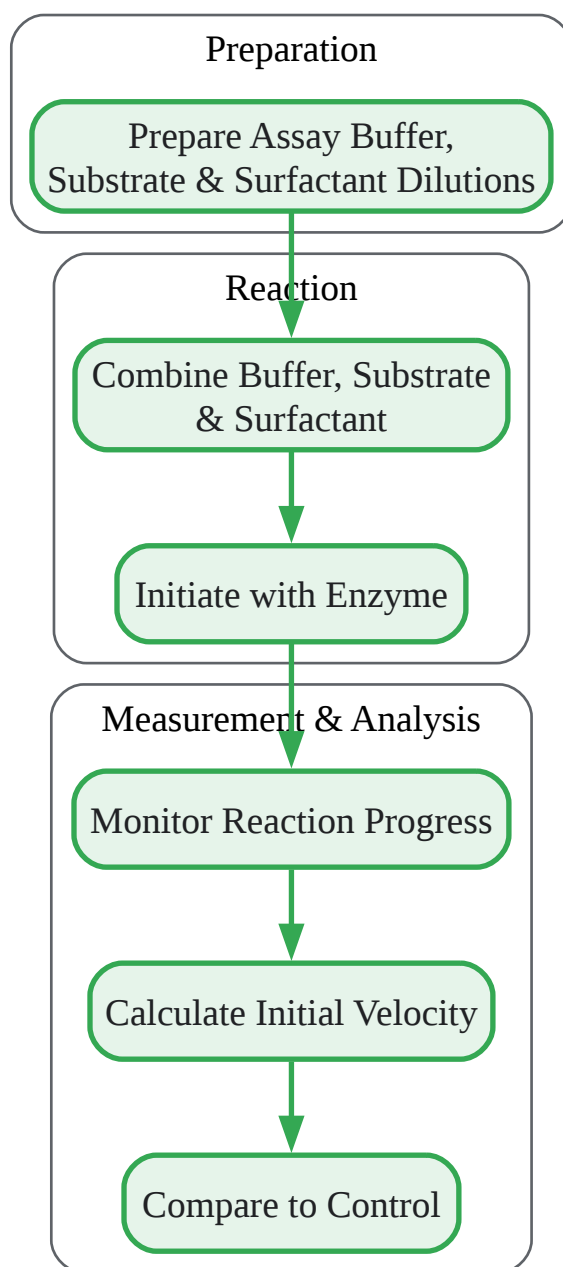 Preparation
Prepare Assay Buffer,
Substrate & Surfactant Dilutions
Reaction
Combine Buffer, Substrate
& Surfactant
Initiate with Enzyme
Measurement & Analysis
Monitor Reaction Progress
Calculate Initial Velocity
Compare to Control